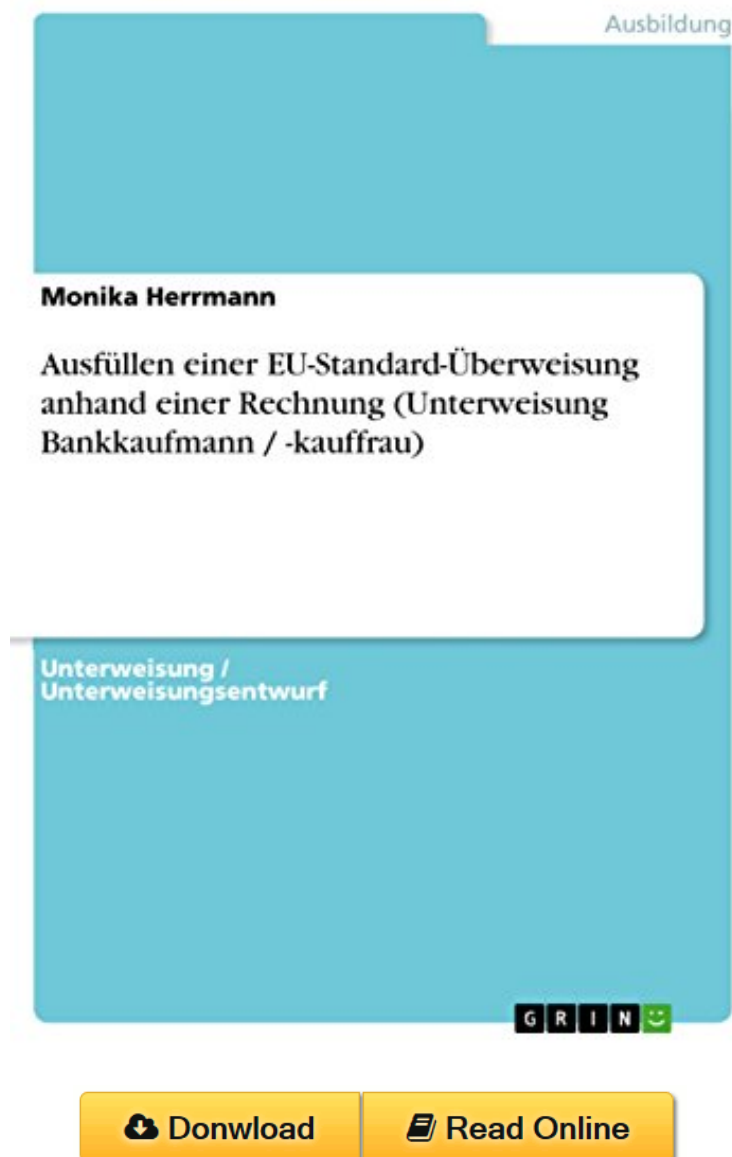 Ausbildung
Monika Herrmann
Ausfüllen einer EU-Standard-Überweisung
anhand einer Rechnung (Unterweisung
Bankkaufmann / -kauffrau)
Unterweisung /
Unterweisungsentwurf
GRIN
Donwload
Read Online